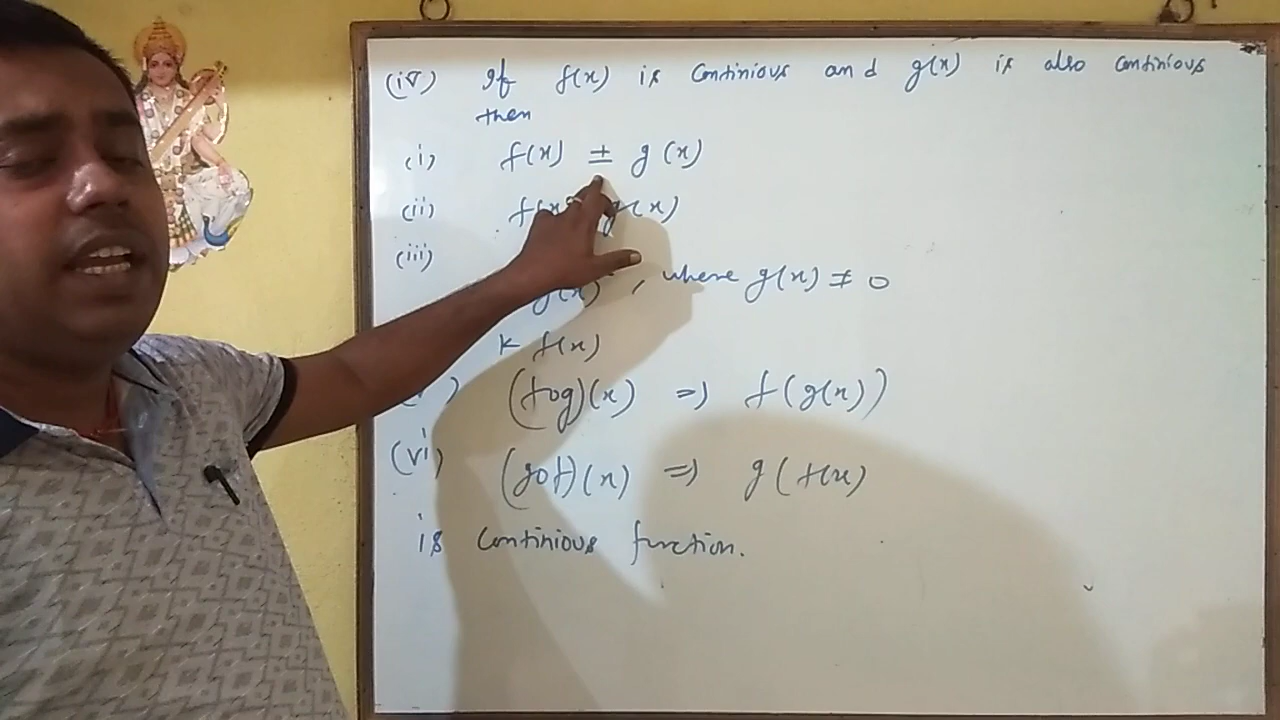 (iv) If f(x) is Continious and g(x) is also Continious
then
(i) f(x) ± g(x)
(ii) f(x) g(x)
(iii)
g(x) , where g(x) ≠ 0
K f(x)
(fog)(x) ⇒ f(g(x))
(vi) (gof)(x) ⇒ g(f(x)
is Continious function.